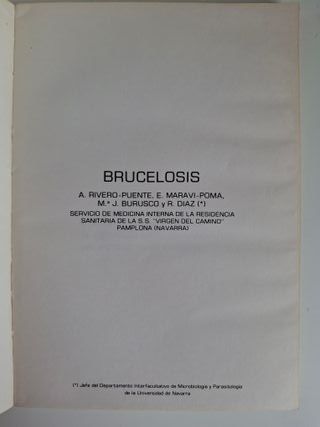 BRUCELOSIS
A. RIVERO-PUENTE, E. MARAVI-POMA,
M.ª J. BURUSCO y R. DIAZ (*)
SERVICIO DE MEDICINA INTERNA DE LA RESIDENCIA
SANITARIA DE LA S.S. "VIRGEN DEL CAMINO"
PAMPLONA (NAVARRA)
(*) Jefe del Departamento Interfacultativo de Microbiología y Parasitología
de la Universidad de Navarra